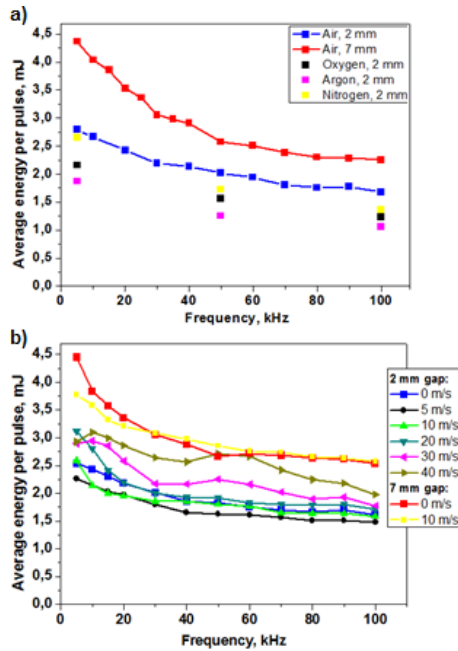 a)
Average energy per pulse, mJ
4,5
4,0
3,5
3,0
2,5
2,0
1,5
1,0
0,5
0,0
Air, 2 mm
Air, 7 mm
Oxygen, 2 mm
Argon, 2 mm
Nitrogen, 2 mm
0 20 40 60 80 100
Frequency, kHz
b)
Average energy per pulse, mJ
4,5
4,0
3,5
3,0
2,5
2,0
1,5
1,0
0,5
0,0
2 mm gap:
0 m/s
5 m/s
10 m/s
20 m/s
30 m/s
40 m/s
7 mm gap:
0 m/s
10 m/s
0 20 40 60 80 100
Frequency, kHz